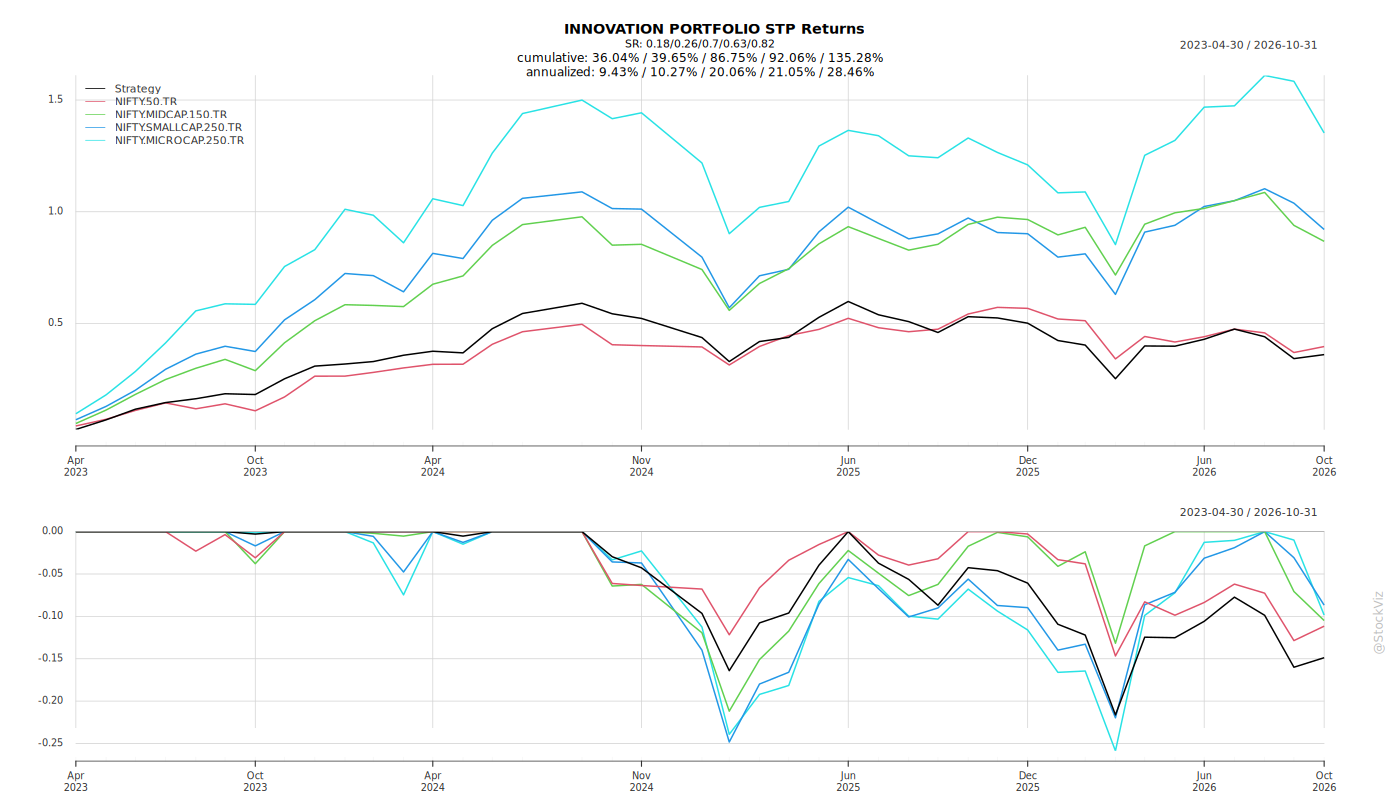 INNOVATION PORTFOLIO STP Returns
SR: 0.18/0.26/0.7/0.63/0.82
cumulative: 36.04% / 39.65% / 86.75% / 92.06% / 135.28%
annualized: 9.43% / 10.27% / 20.06% / 21.05% / 28.46%
2023-04-30 / 2026-10-31
Strategy
NIFTY.50.TR
NIFTY.MIDCAP.150.TR
NIFTY.SMALLCAP.250.TR
NIFTY.MICROCAP.250.TR
1.5
1.0
0.5
Apr Oct Apr Nov Jun Dec Jun Oct
2023 2023 2024 2024 2025 2025 2026 2026
2023-04-30 / 2026-10-31
0.00
-0.05
-0.10
-0.15
-0.20
-0.25
Apr Oct Apr Nov Jun Dec Jun Oct
2023 2023 2024 2024 2025 2025 2026 2026
@StockViz